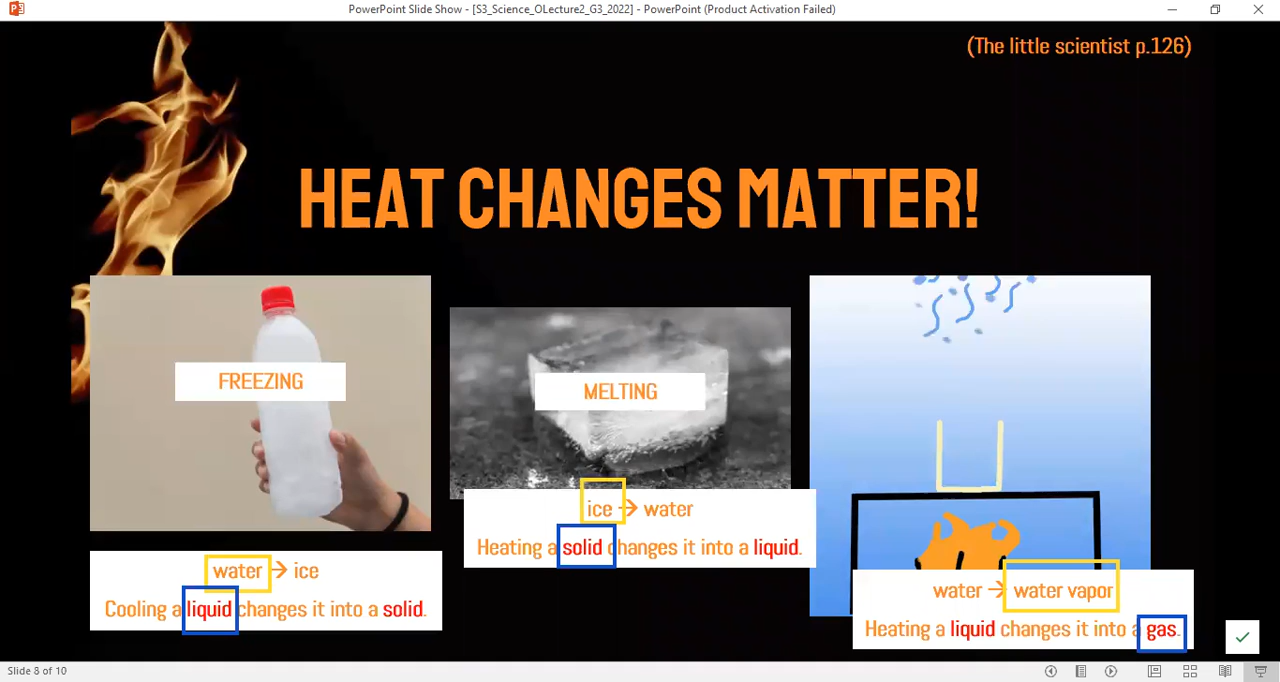 PowerPoint Slide Show - [S3_Science_OLecture2_G3_2022] - PowerPoint (Product Activation Failed)
(The little scientist p.126)
HEAT CHANGES MATTER!
FREEZING
water → ice
Cooling a liquid changes it into a solid.
MELTING
ice → water
Heating a solid changes it into a liquid.
water → water vapor
Heating a liquid changes it into a gas.
Slide 8 of 10